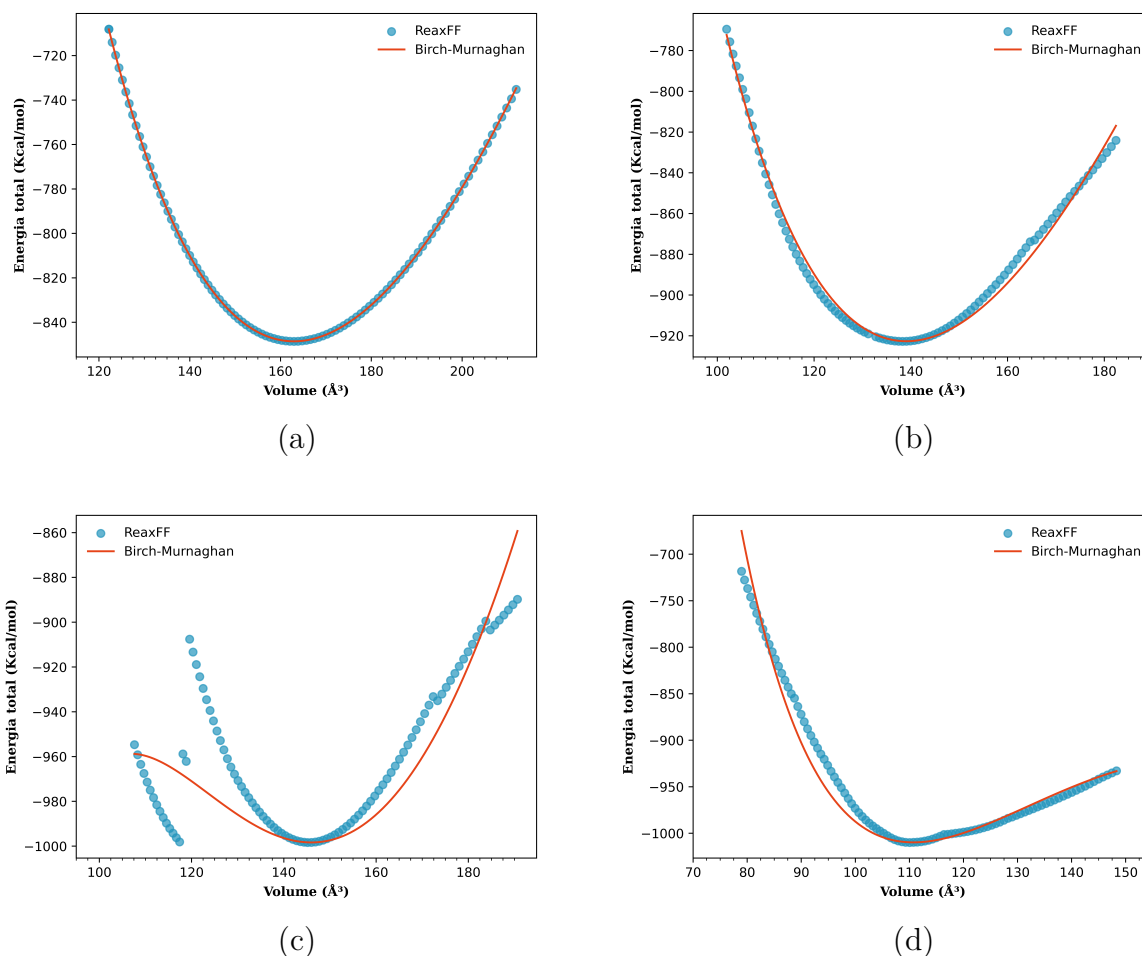 ReaxFF
Birch-Murnaghan
Energia total (Kcal/mol)
−720
−740
−760
−780
−800
−820
−840
120 140 160 180 200
Volume (Å³)
(a)
ReaxFF
Birch-Murnaghan
Energia total (Kcal/mol)
−780
−800
−820
−840
−860
−880
−900
−920
100 120 140 160 180
Volume (Å³)
(b)
ReaxFF
Birch-Murnaghan
Energia total (Kcal/mol)
−860
−880
−900
−920
−940
−960
−980
−1000
100 120 140 160 180
Volume (Å³)
(c)
ReaxFF
Birch-Murnaghan
Energia total (Kcal/mol)
−700
−750
−800
−850
−900
−950
−1000
70 80 90 100 110 120 130 140 150
Volume (Å³)
(d)